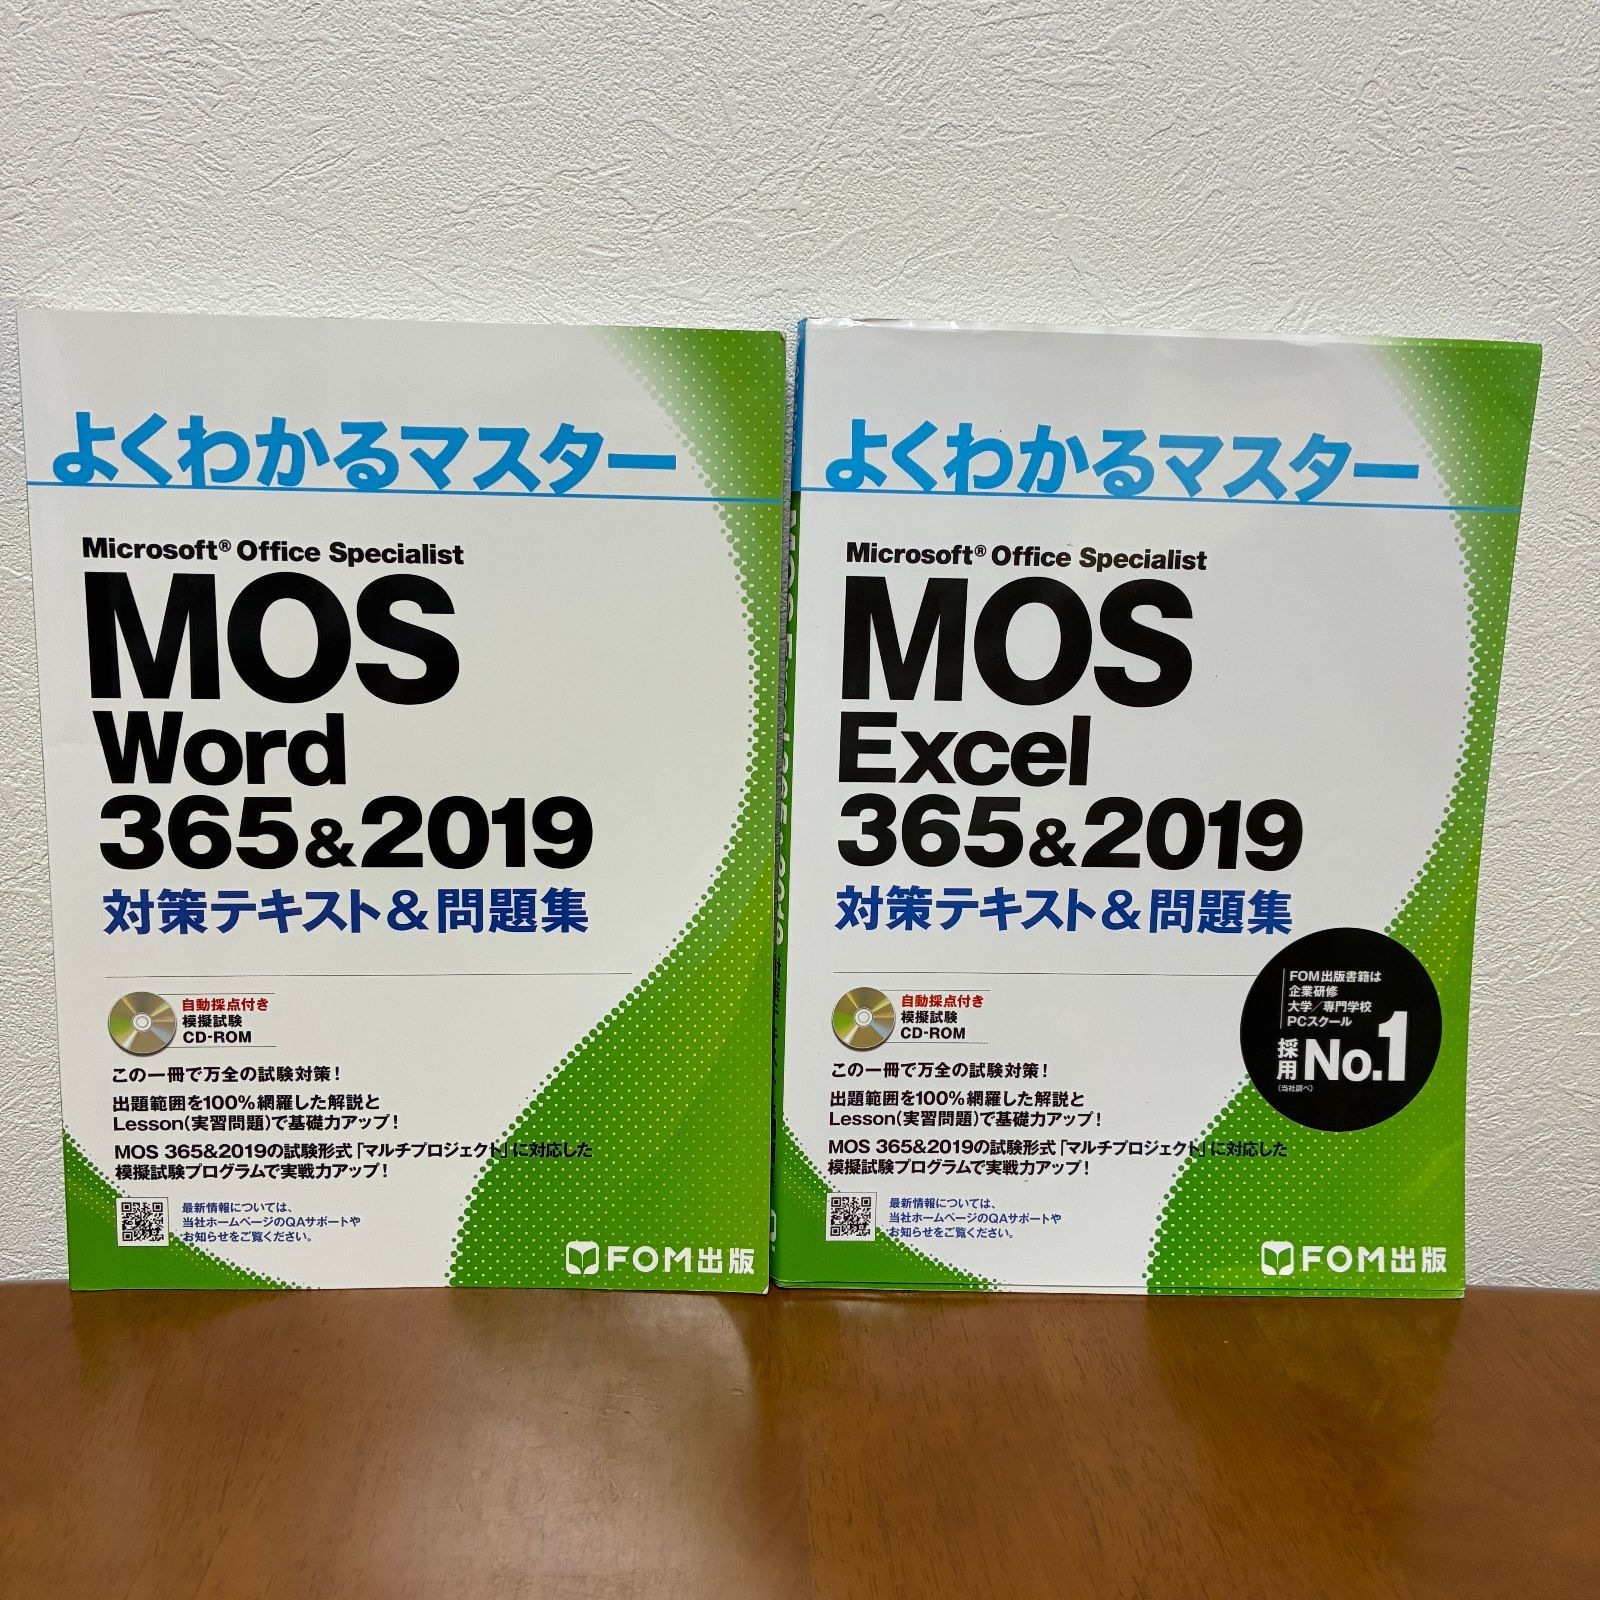 よくわかるマスター
Microsoft® Office Specialist
MOS
Word
365&2019
対策テキスト&問題集
自動採点付き
模擬試験
CD-ROM
この一冊で万全の試験対策!
出題範囲を100%網羅した解説と
Lesson(実習問題)で基礎力アップ!
MOS 365&2019の試験形式「マルチプロジェクト」に対応した
模擬試験プログラムで実戦力アップ!
最新情報については、
当社ホームページのQAサポートや
お知らせをご覧ください。
FOM出版
よくわかるマスター
Microsoft® Office Specialist
MOS
Excel
365&2019
対策テキスト&問題集
FOM出版書籍は
企業研修
大学/専門学校
PCスクール
採用 No.1
(当社調べ)
自動採点付き
模擬試験
CD-ROM
この一冊で万全の試験対策!
出題範囲を100%網羅した解説と
Lesson(実習問題)で基礎力アップ!
MOS 365&2019の試験形式「マルチプロジェクト」に対応した
模擬試験プログラムで実戦力アップ!
最新情報については、
当社ホームページのQAサポートや
お知らせをご覧ください。
FOM出版